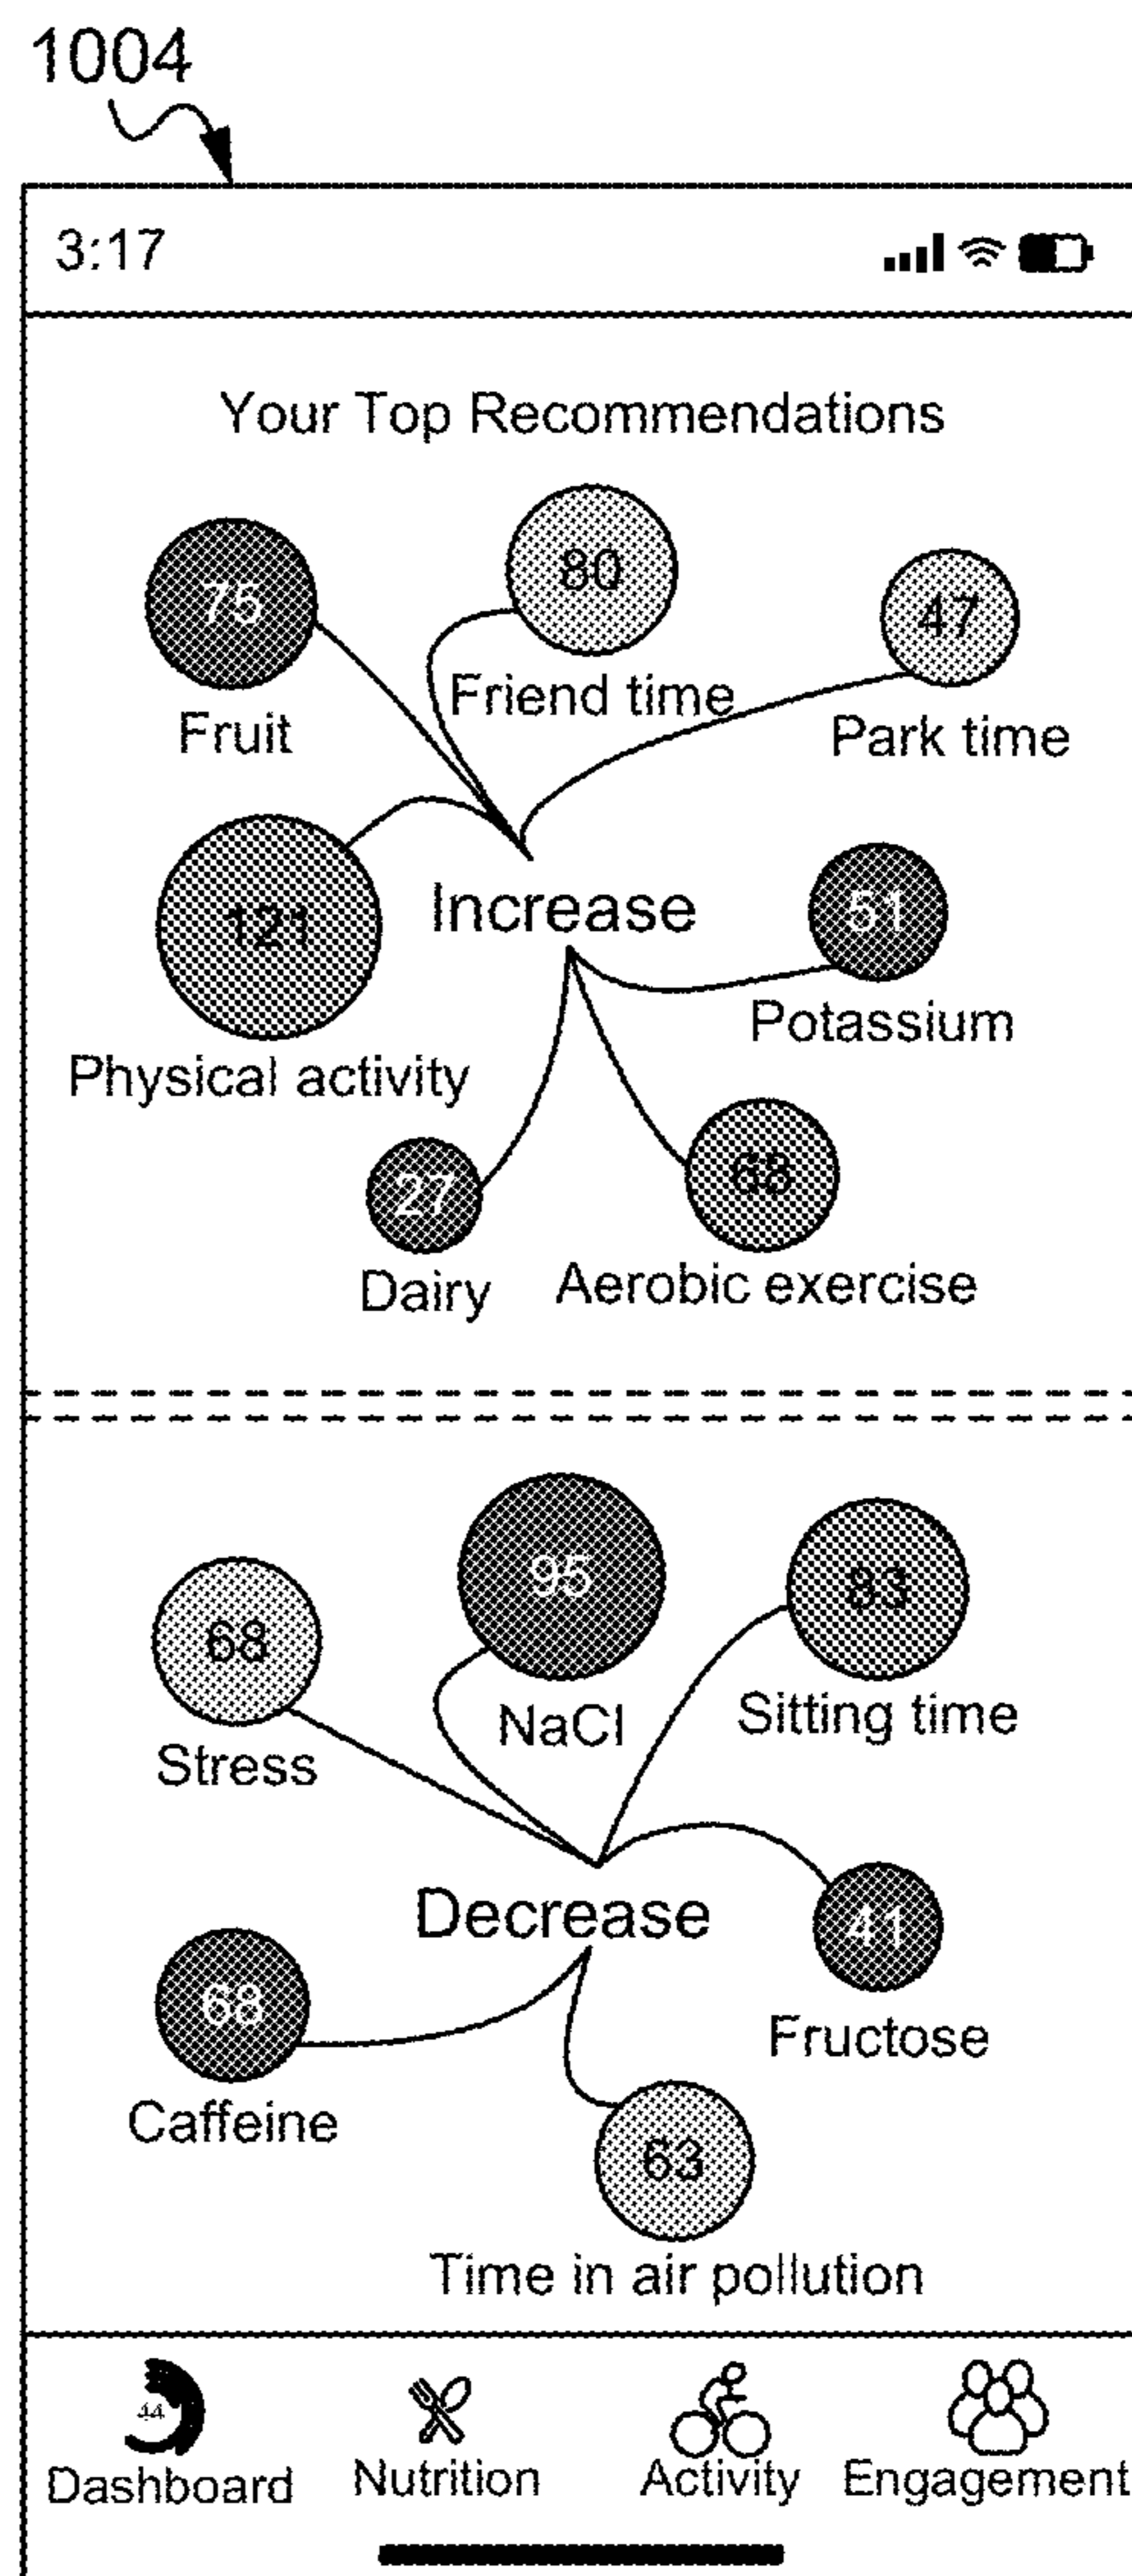 1004
3:17
Your Top Recommendations
75
Fruit
80
Friend time
47
Park time
121
Physical activity
Increase
51
Potassium
27
Dairy
68
Aerobic exercise
68
Stress
95
NaCl
83
Sitting time
Decrease
41
Fructose
68
Caffeine
63
Time in air pollution
44
Dashboard
Nutrition
Activity
Engagement